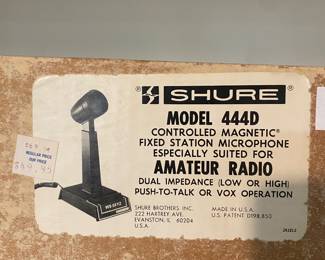 SHURE
MODEL 444D
CONTROLLED MAGNETIC®
FIXED STATION MICROPHONE
ESPECIALLY SUITED FOR
AMATEUR RADIO
DUAL IMPEDANCE (LOW OR HIGH)
PUSH-TO-TALK OR VOX OPERATION
SHURE BROTHERS INC.
222 HARTREY AVE.
EVANSTON, IL 60204
U.S.A.
MADE IN U.S.A.
U.S. PATENT D198,850
REGULAR PRICE
OUR PRICE